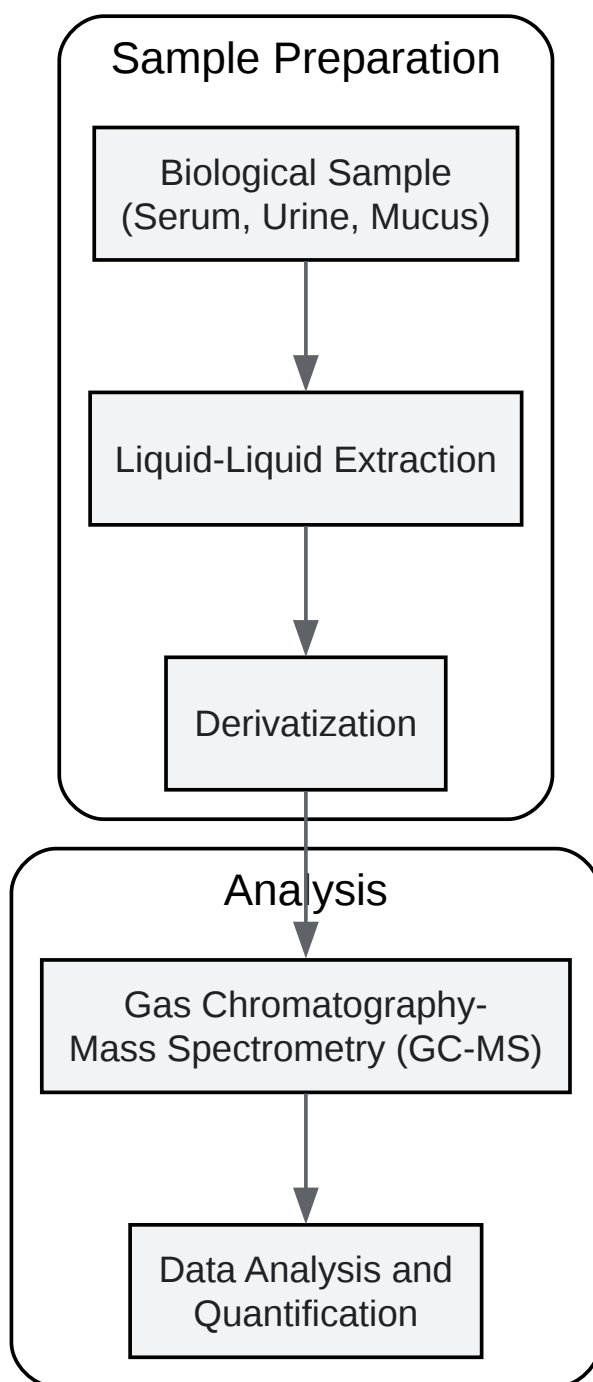 Sample Preparation
Biological Sample
(Serum, Urine, Mucus)
Liquid-Liquid Extraction
Derivatization
Analysis
Gas Chromatography-
Mass Spectrometry (GC-MS)
Data Analysis and
Quantification